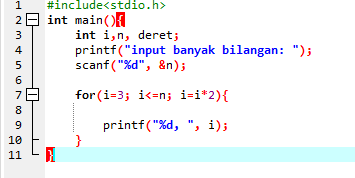 1 #include<stdio.h>
2 int main(){
3 int i,n, deret;
4 printf("input banyak bilangan: ");
5 scanf("%d", &n);
6
7 for(i=3; i<=n; i=i*2){
8
9 printf("%d, ", i);
10 }
11 }